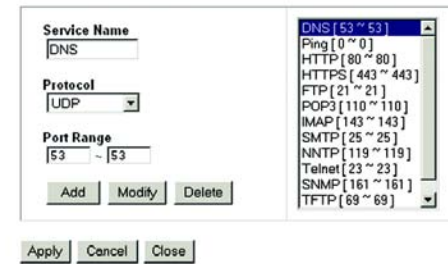 Service Name
DNS
Protocol
UDP
Port Range
53 ~ 53
Add Modify Delete
DNS [ 53 ~ 53 ]
Ping [ 0 ~ 0 ]
HTTP [ 80 ~ 80 ]
HTTPS [ 443 ~ 443 ]
FTP [ 21 ~ 21 ]
POP3 [ 110 ~ 110 ]
IMAP [ 143 ~ 143 ]
SMTP [ 25 ~ 25 ]
NNTP [ 119 ~ 119 ]
Telnet [ 23 ~ 23 ]
SNMP [ 161 ~ 161 ]
TFTP [ 69 ~ 69 ]
Apply Cancel Close